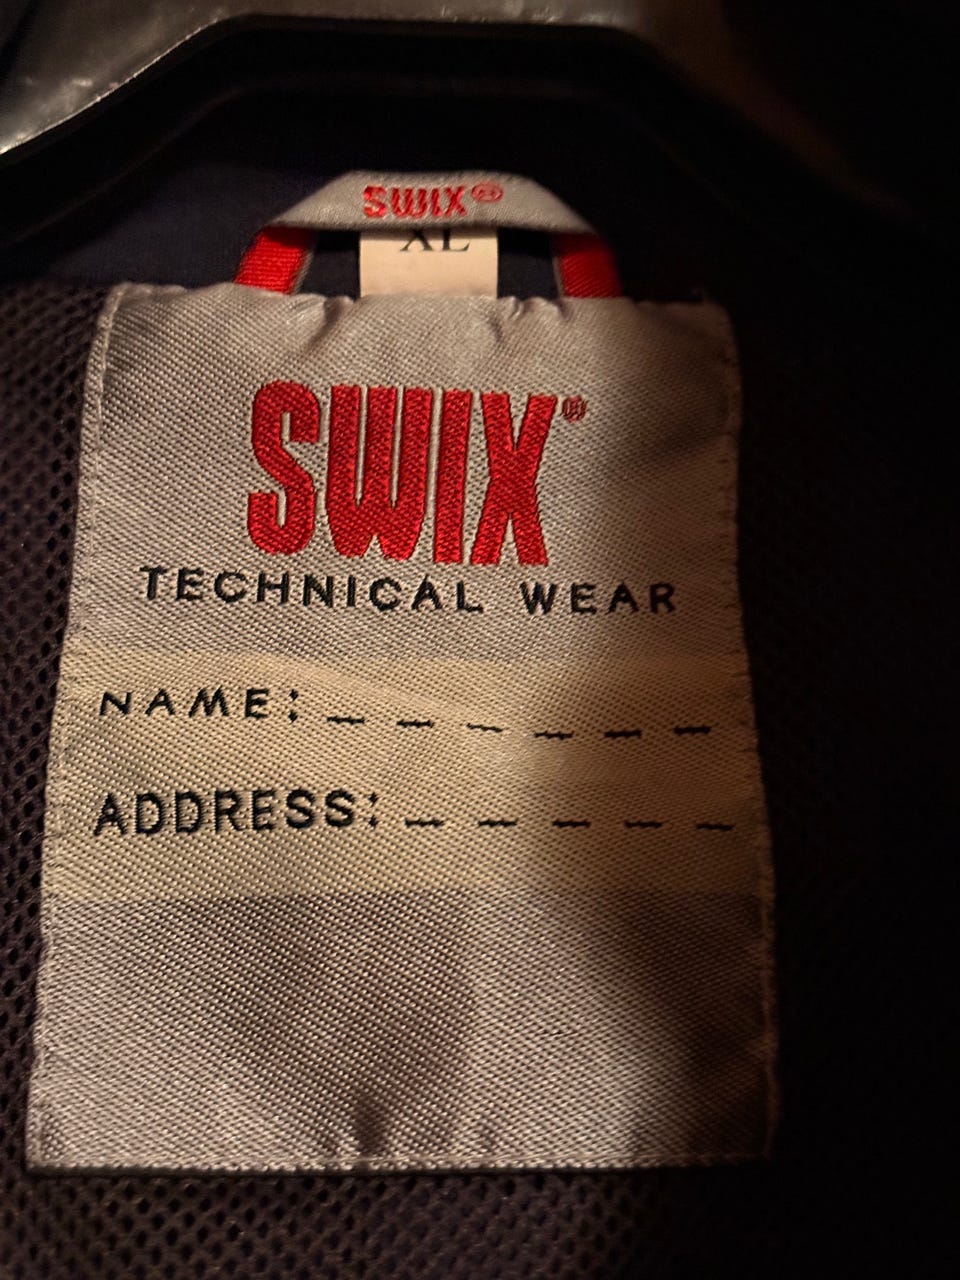 SWIX®
XL
SWIX®
TECHNICAL WEAR
NAME: _ _ _ _ _ _
ADDRESS: _ _ _ _ _